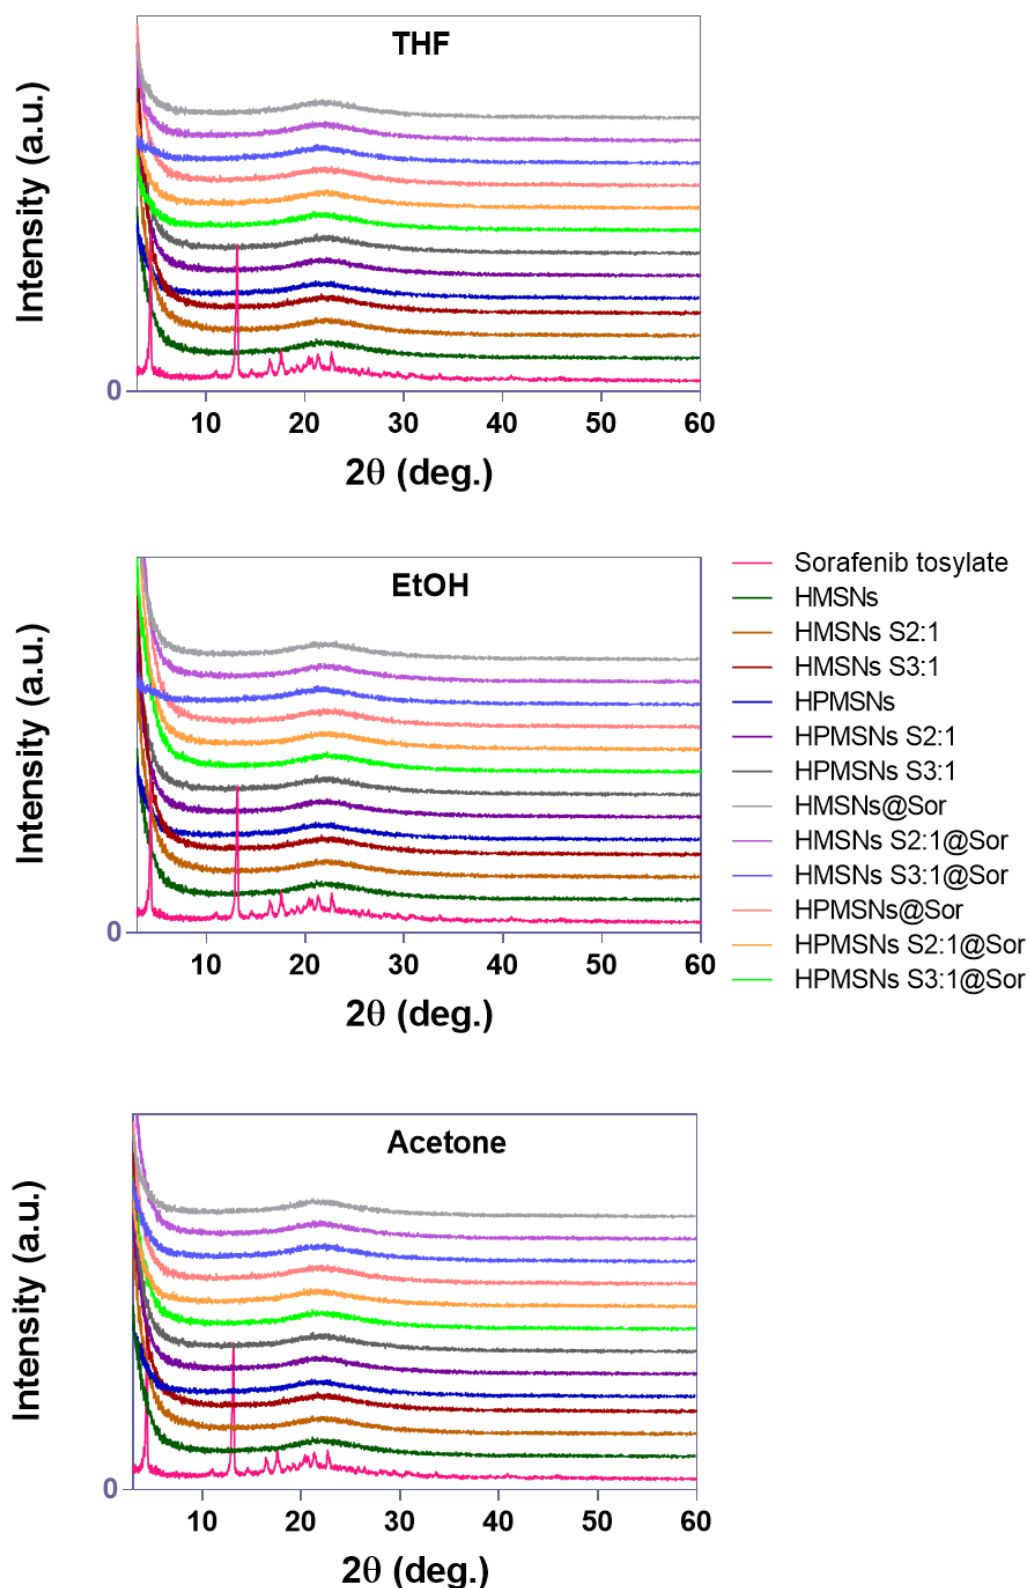 THF
Intensity (a.u.)
0
10 20 30 40 50 60
2θ (deg.)
EtOH
Intensity (a.u.)
0
10 20 30 40 50 60
2θ (deg.)
Sorafenib tosylate
HMSNs
HMSNs S2:1
HMSNs S3:1
HPMSNs
HPMSNs S2:1
HPMSNs S3:1
HMSNs@Sor
HMSNs S2:1@Sor
HMSNs S3:1@Sor
HPMSNs@Sor
HPMSNs S2:1@Sor
HPMSNs S3:1@Sor
Acetone
Intensity (a.u.)
0
10 20 30 40 50 60
2θ (deg.)